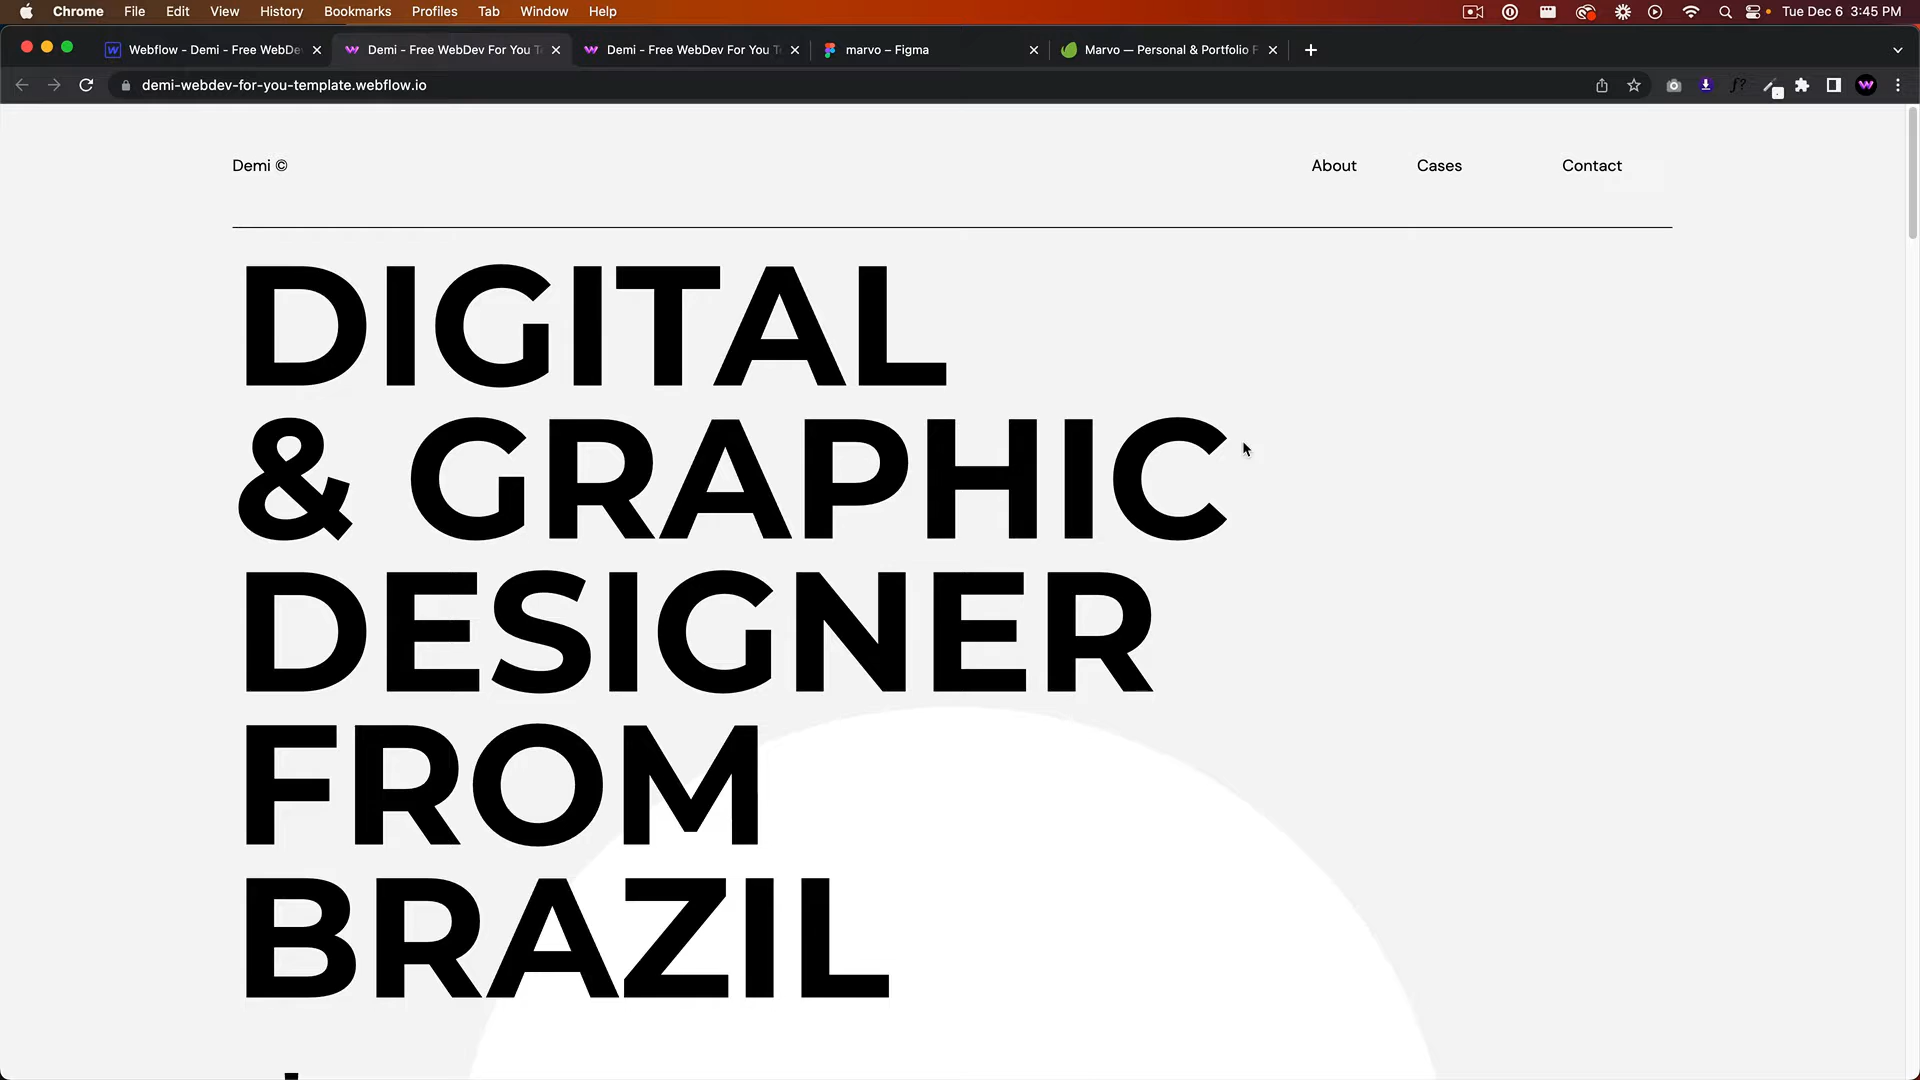 Chrome File Edit View History Bookmarks Profiles Tab Window Help Tue Dec 6 3:45 PM
Webflow - Demi - Free WebDe Demi - Free WebDev For You T Demi - Free WebDev For You T marvo – Figma Marvo — Personal & Portfolio F
demi-webdev-for-you-template.webflow.io
Demi © About Cases Contact
DIGITAL
& GRAPHIC
DESIGNER
FROM
BRAZIL